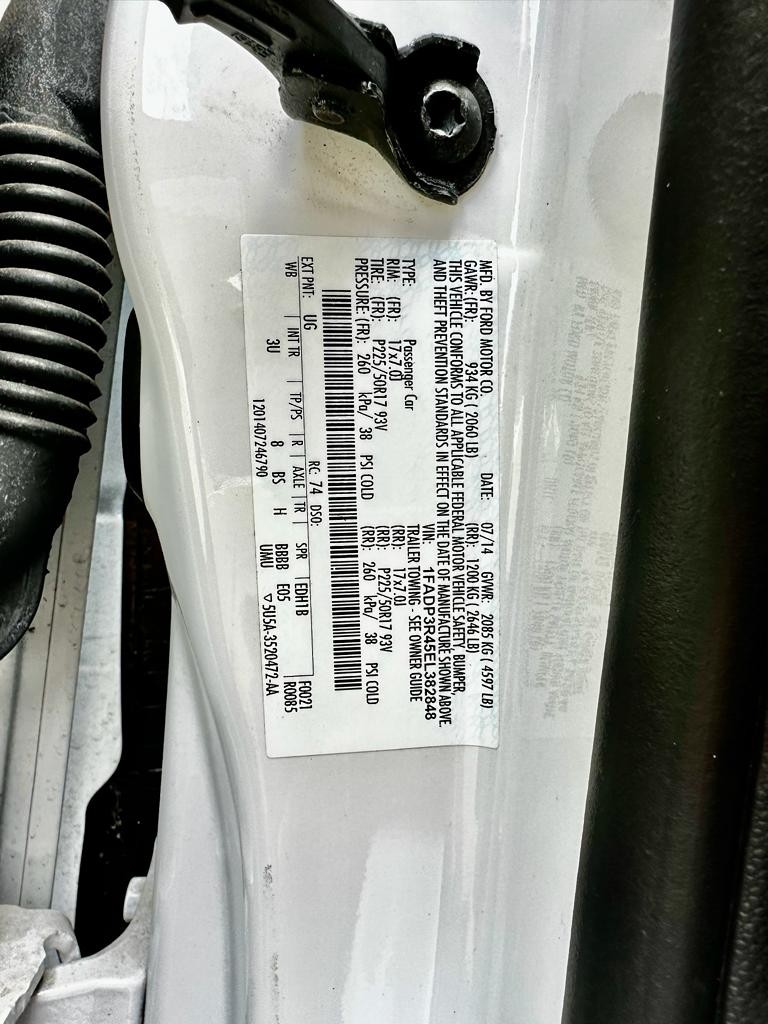 MFD. BY FORD MOTOR CO. DATE: 07/14 GVWR: 2085 KG ( 4597 LB)
GAWR: (FR): 934 KG ( 2060 LB) (RR): 1200 KG ( 2646 LB)
THIS VEHICLE CONFORMS TO ALL APPLICABLE FEDERAL MOTOR VEHICLE SAFETY, BUMPER,
AND THEFT PREVENTION STANDARDS IN EFFECT ON THE DATE OF MANUFACTURE SHOWN ABOVE.
VIN: 1FADP3R45EL382848
TYPE: Passenger Car TRAILER TOWING - SEE OWNER GUIDE
RIM: (FR): 17x7.0J (RR): 17x7.0J
TIRE: (FR): P225/50R17 93V (RR): P225/50R17 93V
PRESSURE: (FR): 260 kPa/ 38 PSI COLD (RR): 260 kPa/ 38 PSI COLD
RC: 74 DSO: F0021
EXT PNT: UG R0085
WB INT TR TP/PS R AXLE TR SPR EDH1B
3U 8 BS H BBBB E05
UMU
1201407246790 ▽5U5A-3520472-AA